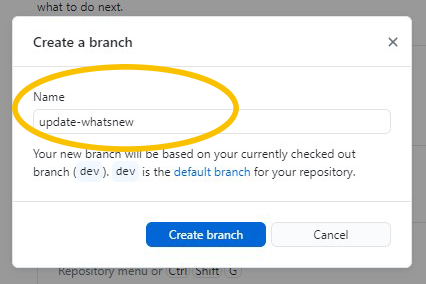 what to do next.
Create a branch
Name
update-whatsnew
Your new branch will be based on your currently checked out
branch (dev). dev is the default branch for your repository.
Create branch Cancel
Repository menu or Ctrl Shift G